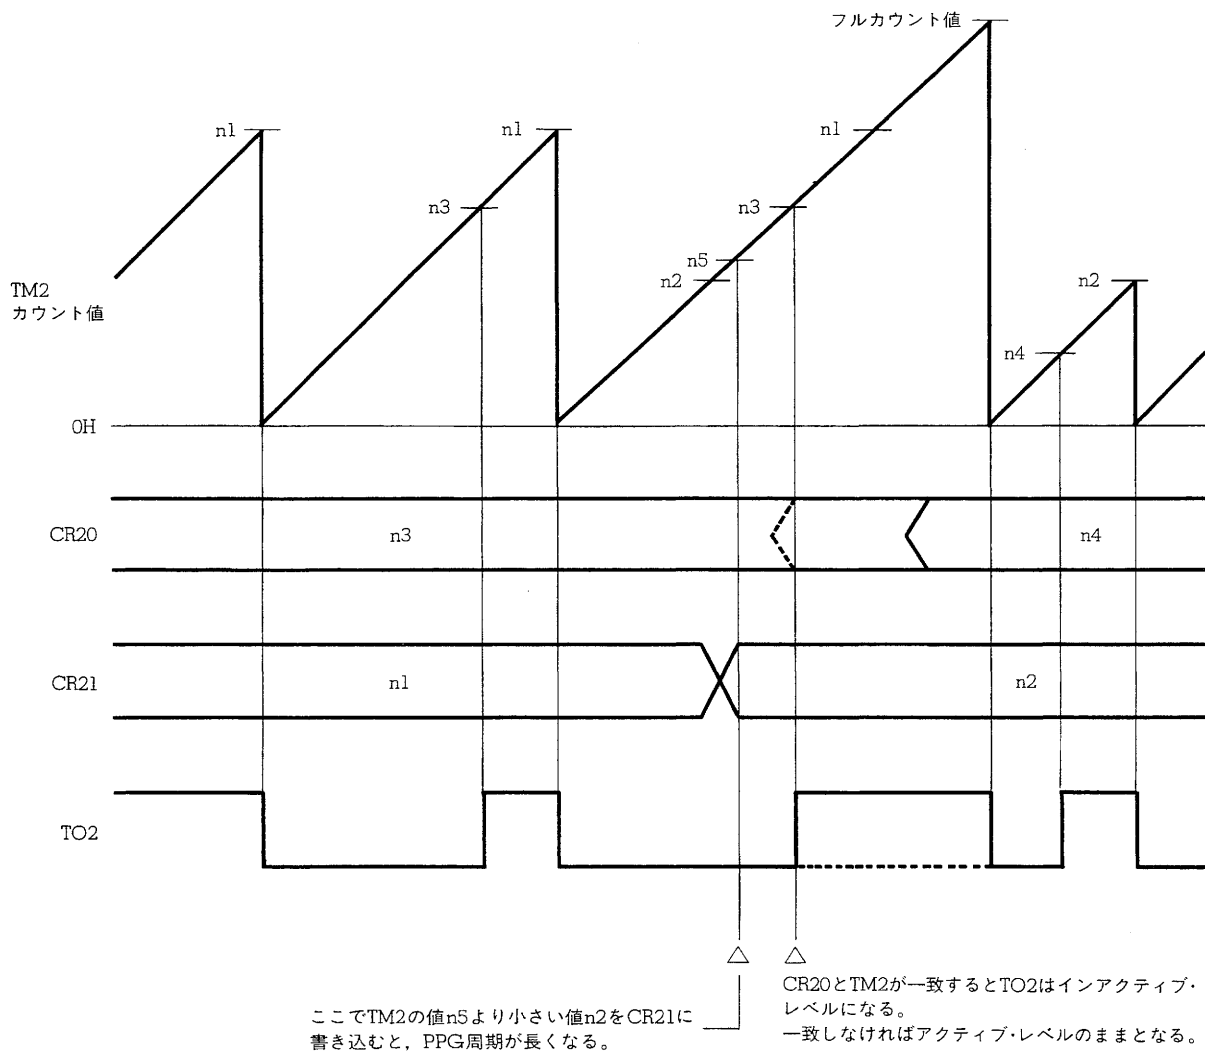 フルカウント値
n1
n1
n1
n3
n3
n5
n2
n2
TM2
カウント値
n4
0H
CR20
n3
n4
CR21
n1
n2
TO2
CR20とTM2が一致するとTO2はインアクティブ・
レベルになる。
一致しなければアクティブ・レベルのままとなる。
ここでTM2の値n5より小さい値n2をCR21に
書き込むと，PPG周期が長くなる。